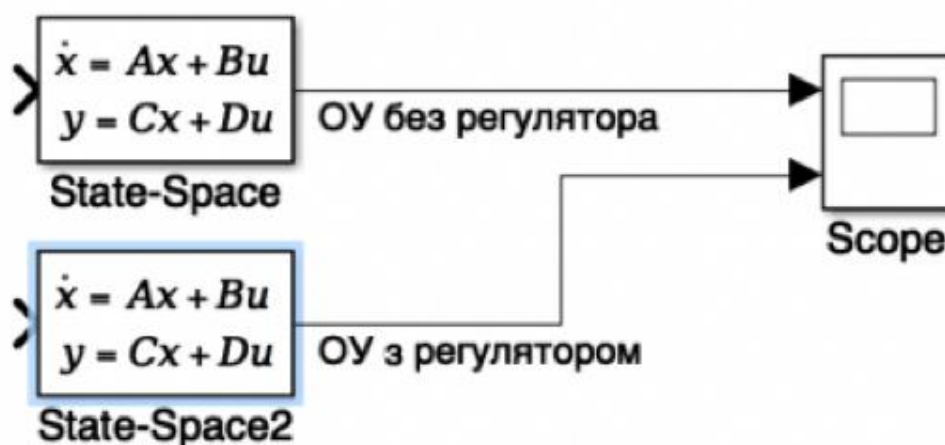 ẋ = Ax + Bu
y = Cx + Du
ОУ без регулятора
State-Space
Scope
ẋ = Ax + Bu
y = Cx + Du
ОУ з регулятором
State-Space2